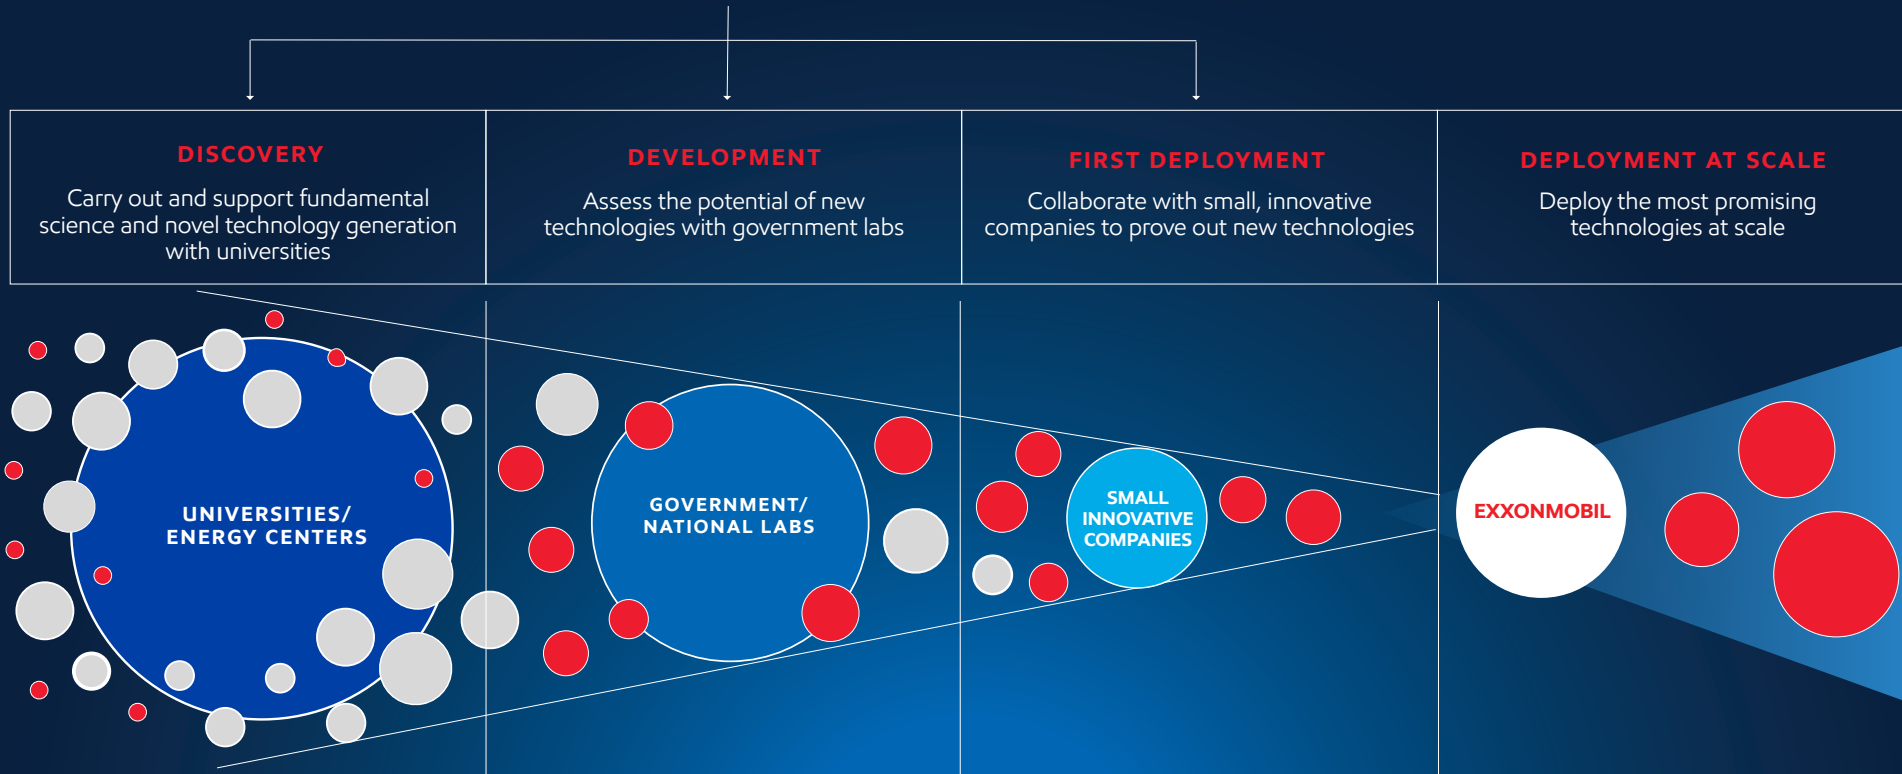 DISCOVERY
Carry out and support fundamental
science and novel technology generation
with universities
DEVELOPMENT
Assess the potential of new
technologies with government labs
FIRST DEPLOYMENT
Collaborate with small, innovative
companies to prove out new technologies
DEPLOYMENT AT SCALE
Deploy the most promising
technologies at scale
UNIVERSITIES/
ENERGY CENTERS
GOVERNMENT/
NATIONAL LABS
SMALL
INNOVATIVE
COMPANIES
EXXONMOBIL